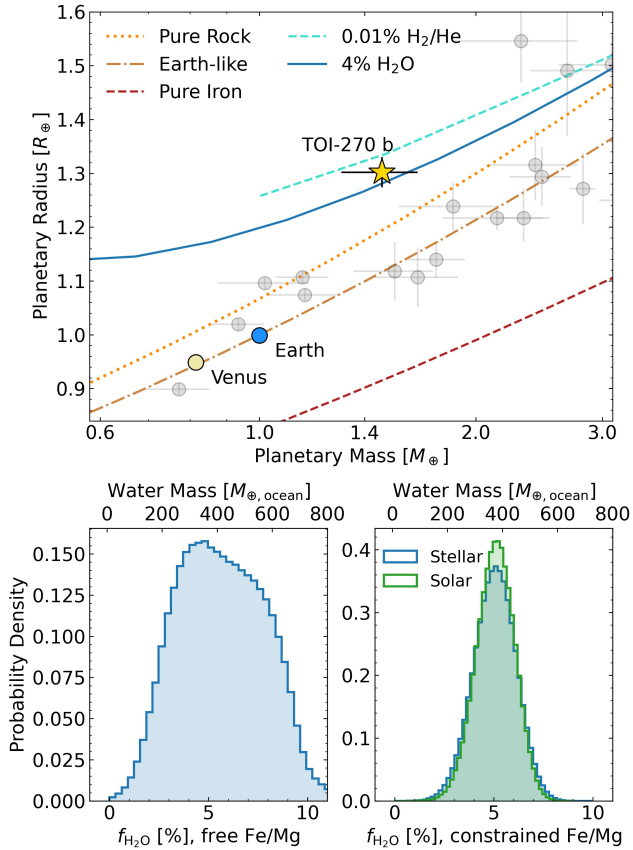 Pure Rock
Earth-like
Pure Iron
0.01% H₂/He
4% H₂O
TOI-270 b
Earth
Venus
Planetary Radius [R⊕]
1.6
1.5
1.4
1.3
1.2
1.1
1.0
0.9
0.6 1.0 1.4 2.0 3.0
Planetary Mass [M⊕]
Water Mass [M⊕,ocean]
0 200 400 600 800
Probability Density
0.150
0.125
0.100
0.075
0.050
0.025
0.000
0 5 10
fH₂O [%], free Fe/Mg
Water Mass [M⊕,ocean]
0 200 400 600 800
Stellar
Solar
0.4
0.3
0.2
0.1
0.0
0 5 10
fH₂O [%], constrained Fe/Mg